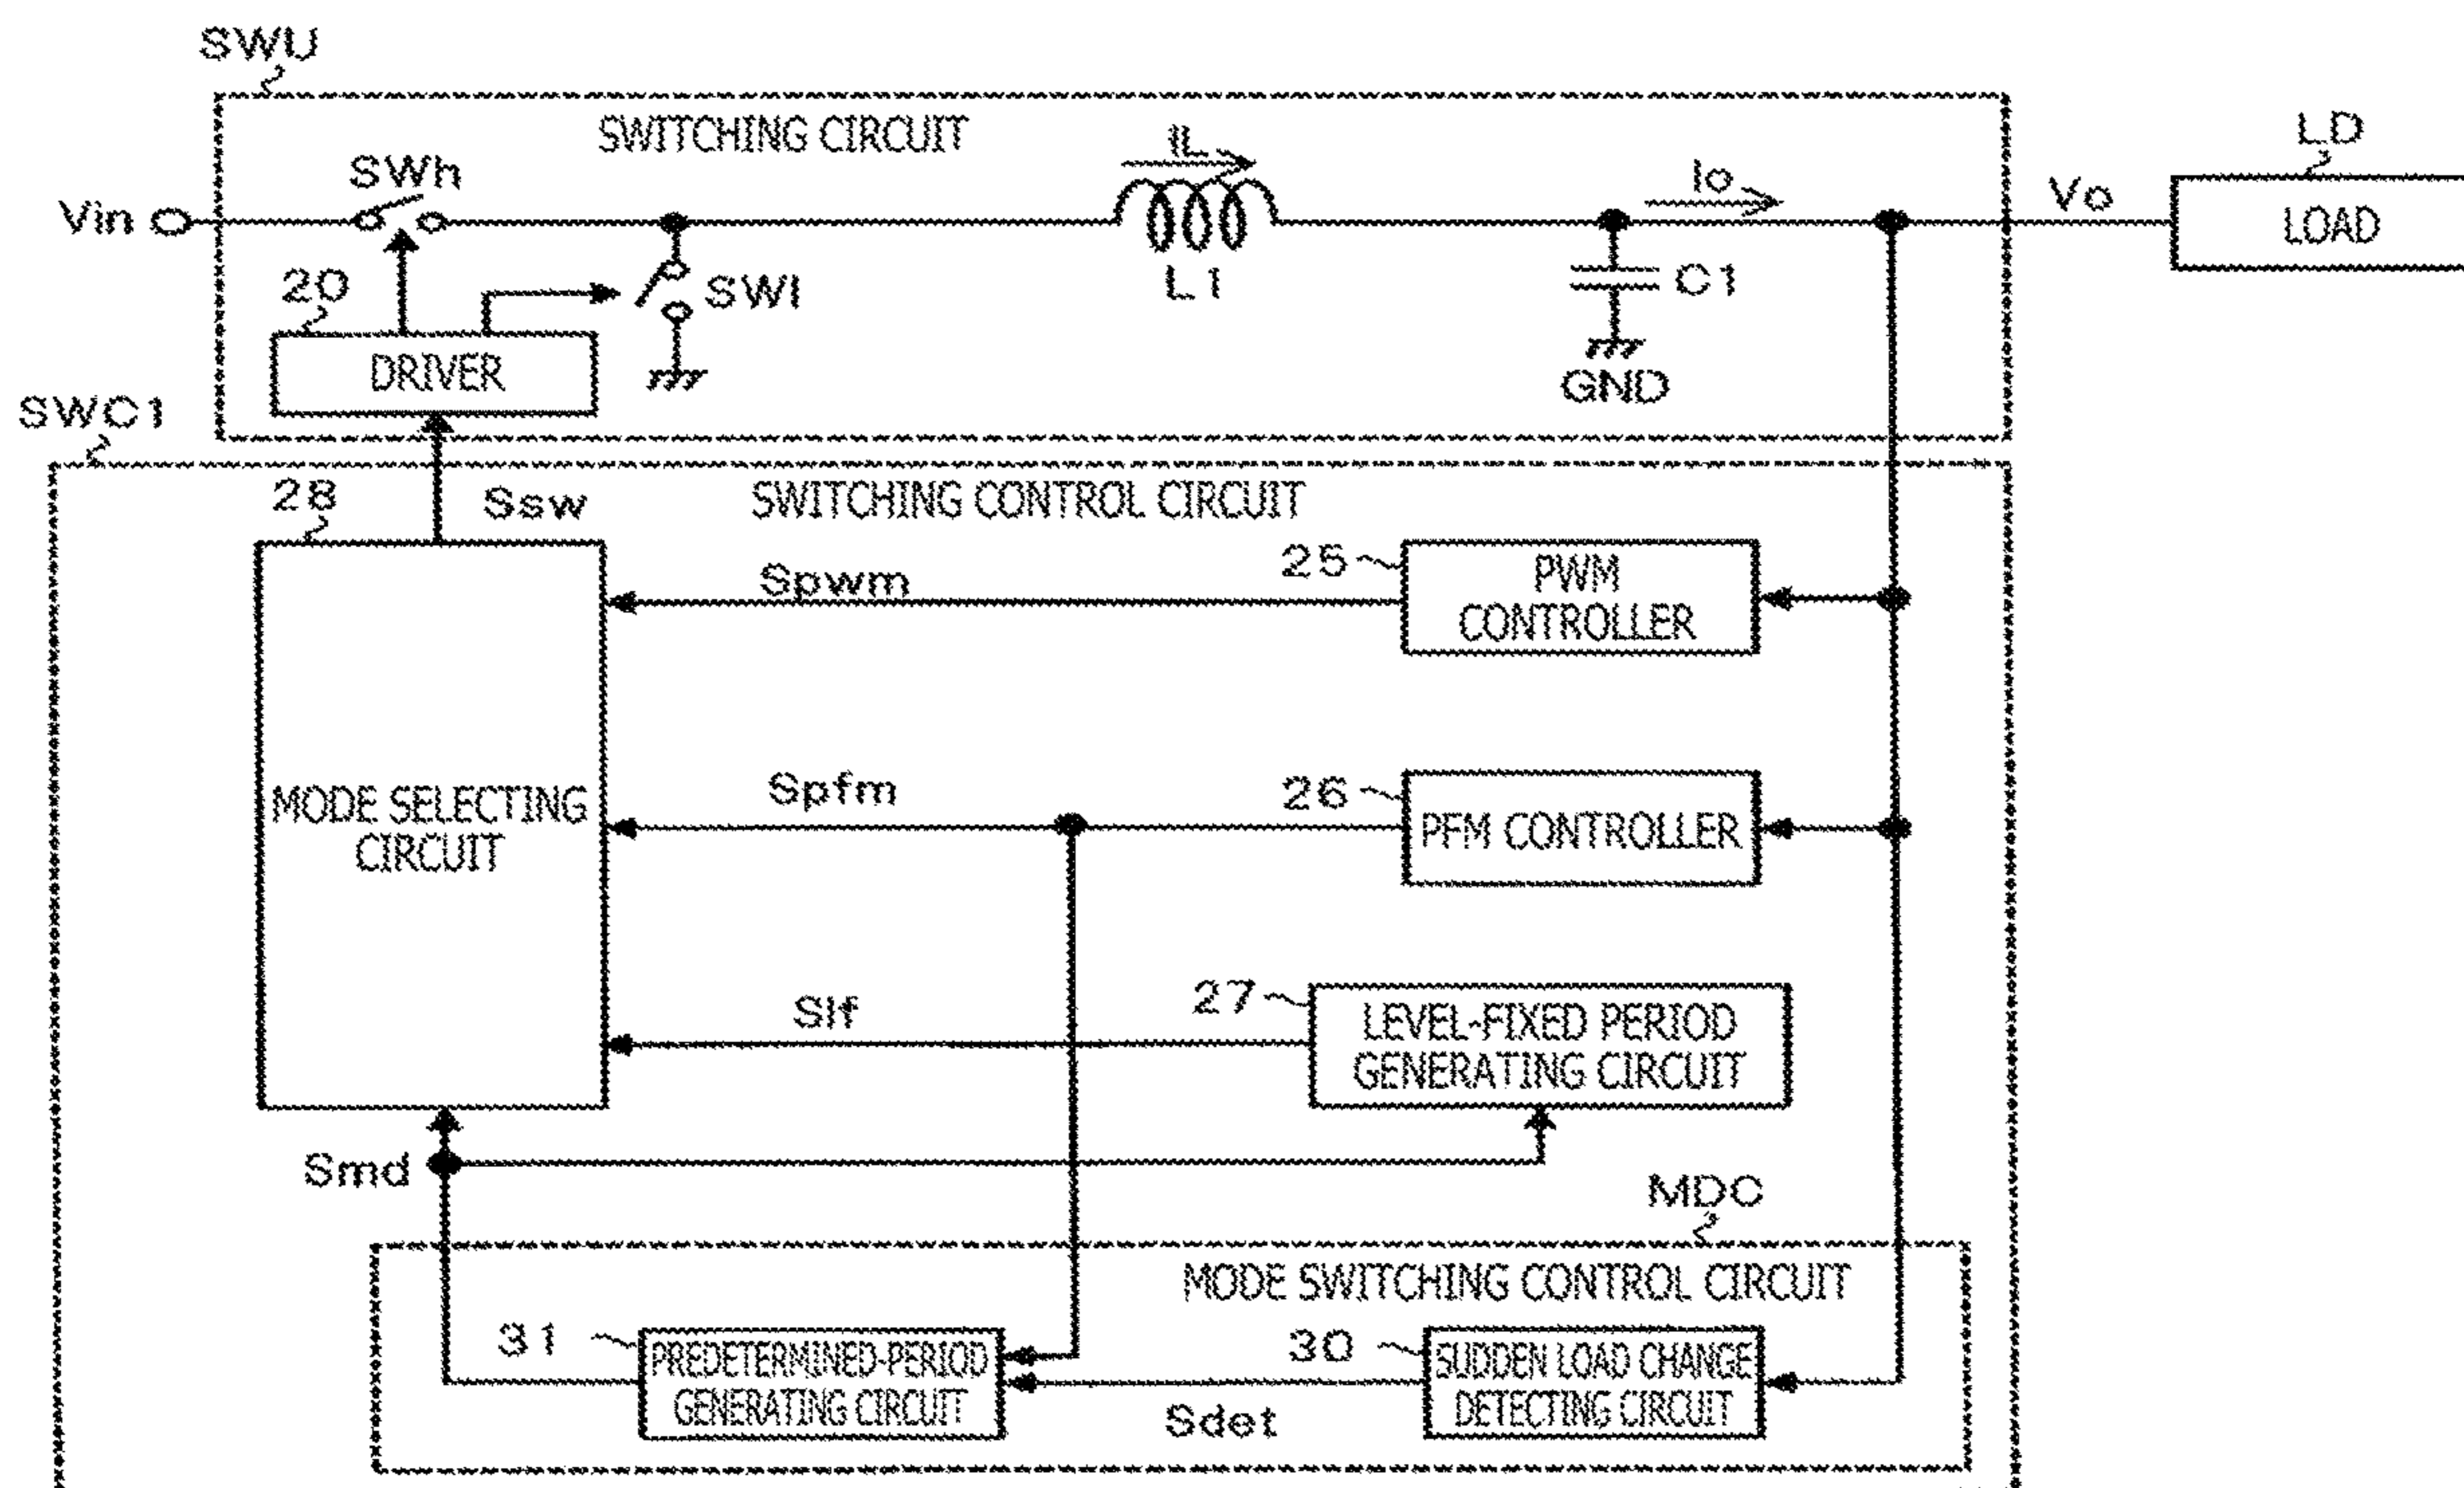 SWU
SWITCHING CIRCUIT
IL
LD
SWh
Io
Vin
Vo
LOAD
20
SWl
L1
C1
DRIVER
GND
SWC1
28
Ssw
SWITCHING CONTROL CIRCUIT
25
PWM
CONTROLLER
Spwm
Spfm
26
PFM CONTROLLER
MODE SELECTING
CIRCUIT
Slf
27
LEVEL-FIXED PERIOD
GENERATING CIRCUIT
Smd
MDC
MODE SWITCHING CONTROL CIRCUIT
31
PREDETERMINED-PERIOD
GENERATING CIRCUIT
30
SUDDEN LOAD CHANGE
DETECTING CIRCUIT
Sdet